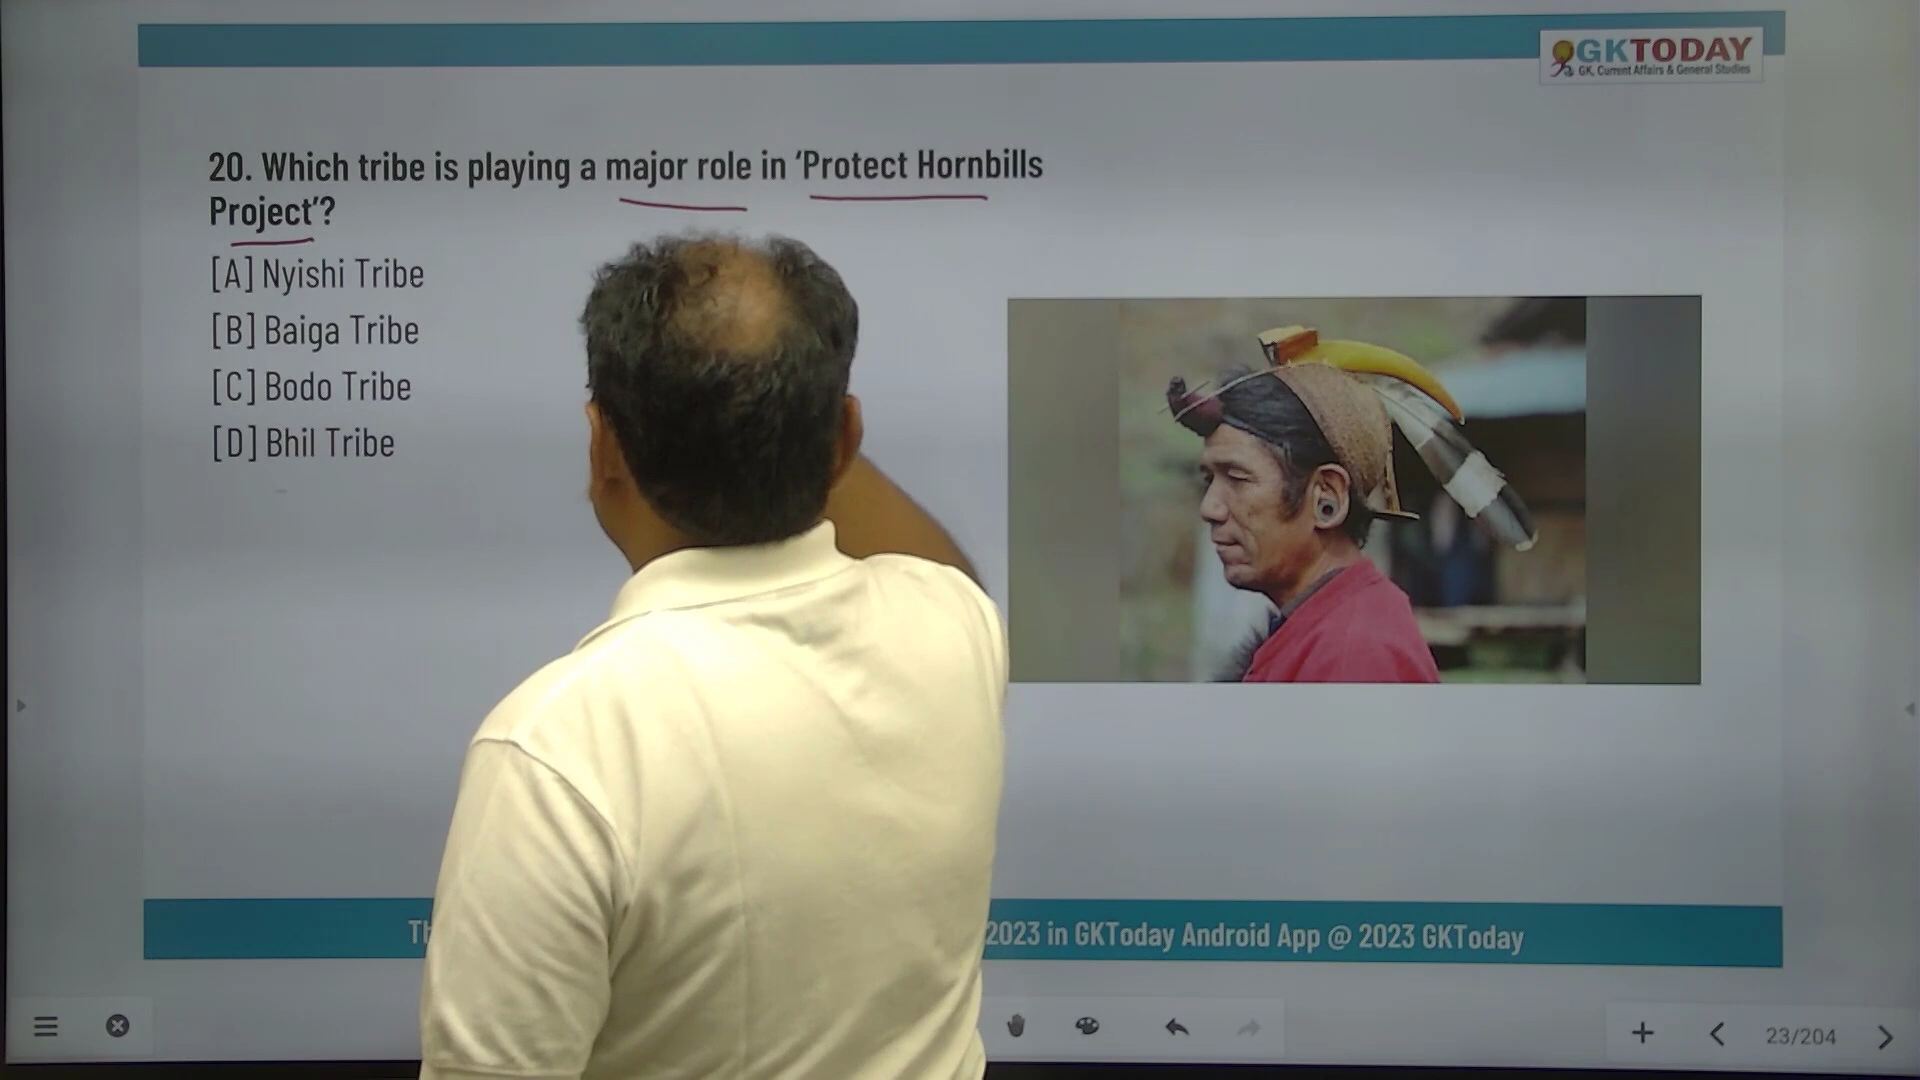 GKTODAY
GK, Current Affairs & General Studies
20. Which tribe is playing a major role in ‘Protect Hornbills
Project’?
[A] Nyishi Tribe
[B] Baiga Tribe
[C] Bodo Tribe
[D] Bhil Tribe
2023 in GKToday Android App @ 2023 GKToday
23/204